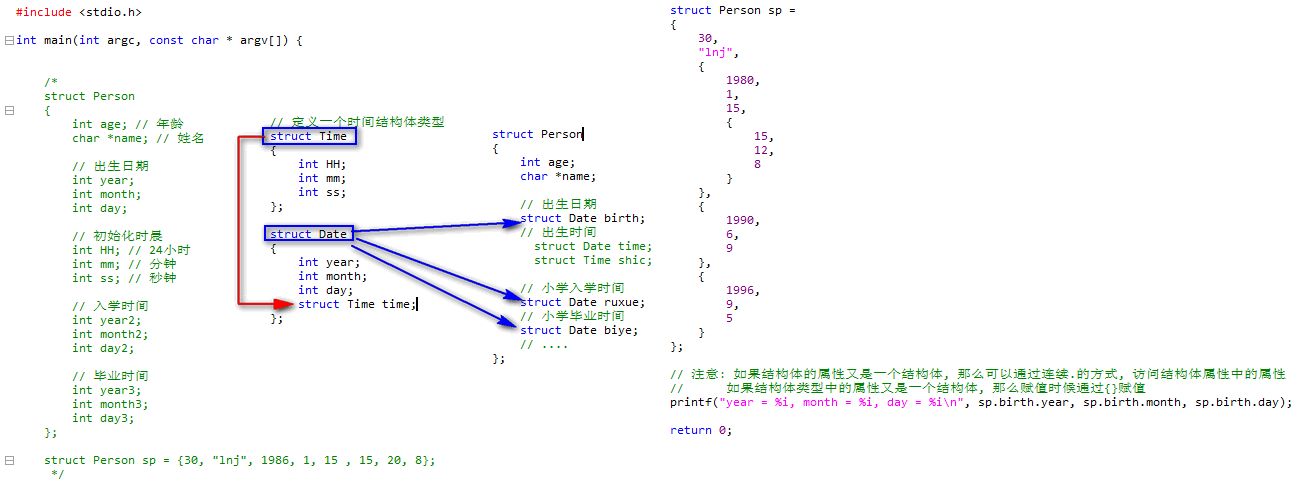 #include <stdio.h>
int main(int argc, const char * argv[]) {
/*
struct Person
{
int age; // 年龄
char *name; // 姓名
// 出生日期
int year;
int month;
int day;
// 初始化时晨
int HH; // 24小时
int mm; // 分钟
int ss; // 秒钟
// 入学时间
int year2;
int month2;
int day2;
// 毕业时间
int year3;
int month3;
int day3;
};
struct Person sp = {30, "lnj", 1986, 1, 15 , 15, 20, 8};
*/
// 定义一个时间结构体类型
struct Time
{
int HH;
int mm;
int ss;
};
struct Date
{
int year;
int month;
int day;
struct Time time;
};
struct Person
{
int age;
char *name;
// 出生日期
struct Date birth;
// 出生时间
struct Date time;
struct Time shic;
// 小学入学时间
struct Date ruxue;
// 小学毕业时间
struct Date biye;
// ....
};
struct Person sp =
{
30,
"lnj",
{
1980,
1,
15,
{
15,
12,
8
}
},
{
1990,
6,
9
},
{
1996,
9,
5
}
};
// 注意: 如果结构体的属性又是一个结构体, 那么可以通过连续.的方式, 访问结构体属性中的属性
// 如果结构体类型中的属性又是一个结构体, 那么赋值时候通过{}赋值
printf("year = %i, month = %i, day = %i\n", sp.birth.year, sp.birth.month, sp.birth.day);
return 0;